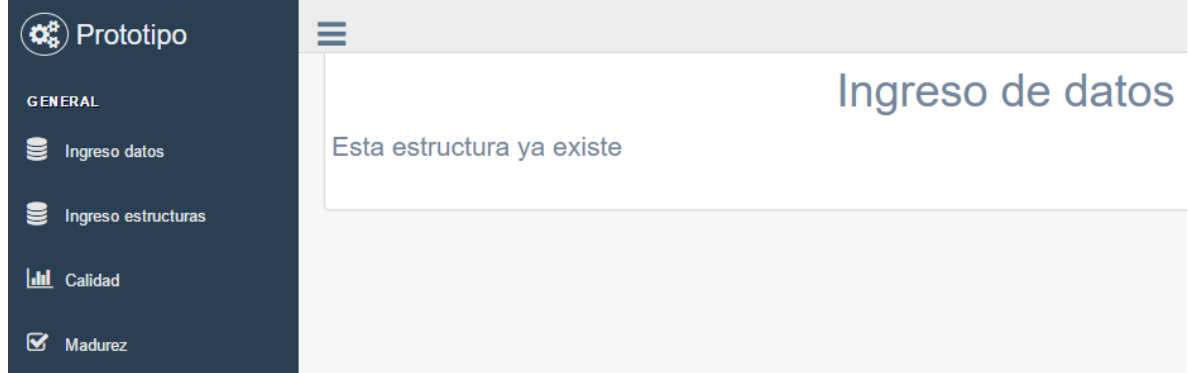 Prototipo
GENERAL
Ingreso datos
Ingreso estructuras
Calidad
Madurez
Ingreso de datos
Esta estructura ya existe